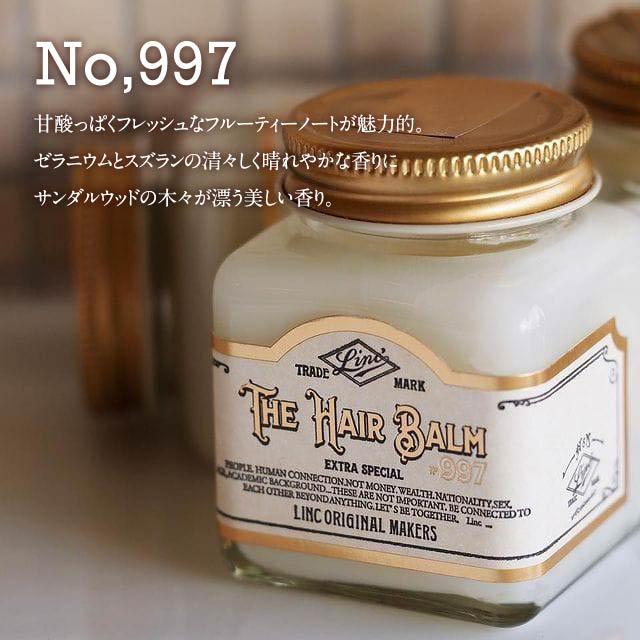 No,997
甘酸っぱくフレッシュなフルーティーノートが魅力的。
ゼラニウムとスズランの清々しく晴れやかな香りに
サンダルウッドの木々が漂う美しい香り。
Linc
TRADE MARK
THE HAIR BALM
EXTRA SPECIAL
Nº 997
PEOPLE, HUMAN CONNECTION, NOT MONEY, WEALTH, NATIONALITY, SEX,
ACADEMIC BACKGROUND...THESE ARE NOT IMPORTANT. BE CONNECTED TO
EACH OTHER BEYOND ANYTHING. LET'S BE TOGETHER. Linc
LINC ORIGINAL MAKERS